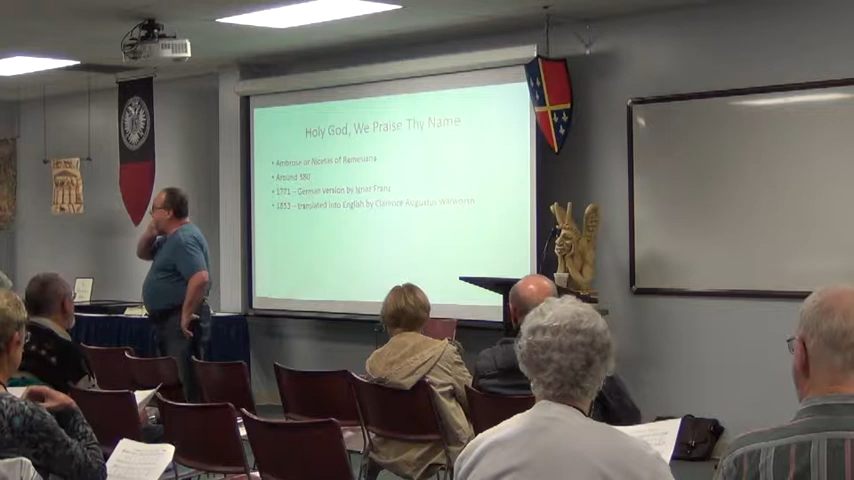 Holy God, We Praise Thy Name
• Ambrose or Nicetas of Remesiana
• Around 380
• 1771 – German version by Ignaz Franz
• 1853 – translated into English by Clarence Augustus Walworth